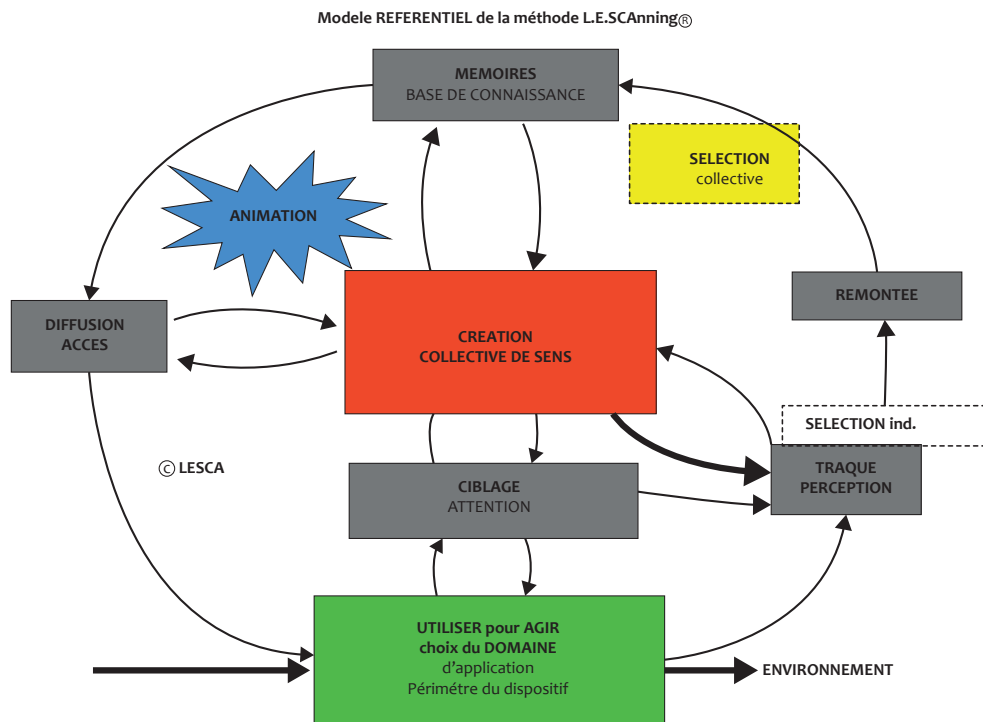 Modele REFERENTIEL de la méthode L.E.SCAnning®
MEMOIRES
BASE DE CONNAISSANCE
SELECTION
collective
ANIMATION
REMONTEE
DIFFUSION
ACCES
CREATION
COLLECTIVE DE SENS
SELECTION ind.
© LESCA
TRAQUE
PERCEPTION
CIBLAGE
ATTENTION
UTILISER pour AGIR
choix du DOMAINE
d'application
Périmétre du dispositif
ENVIRONNEMENT